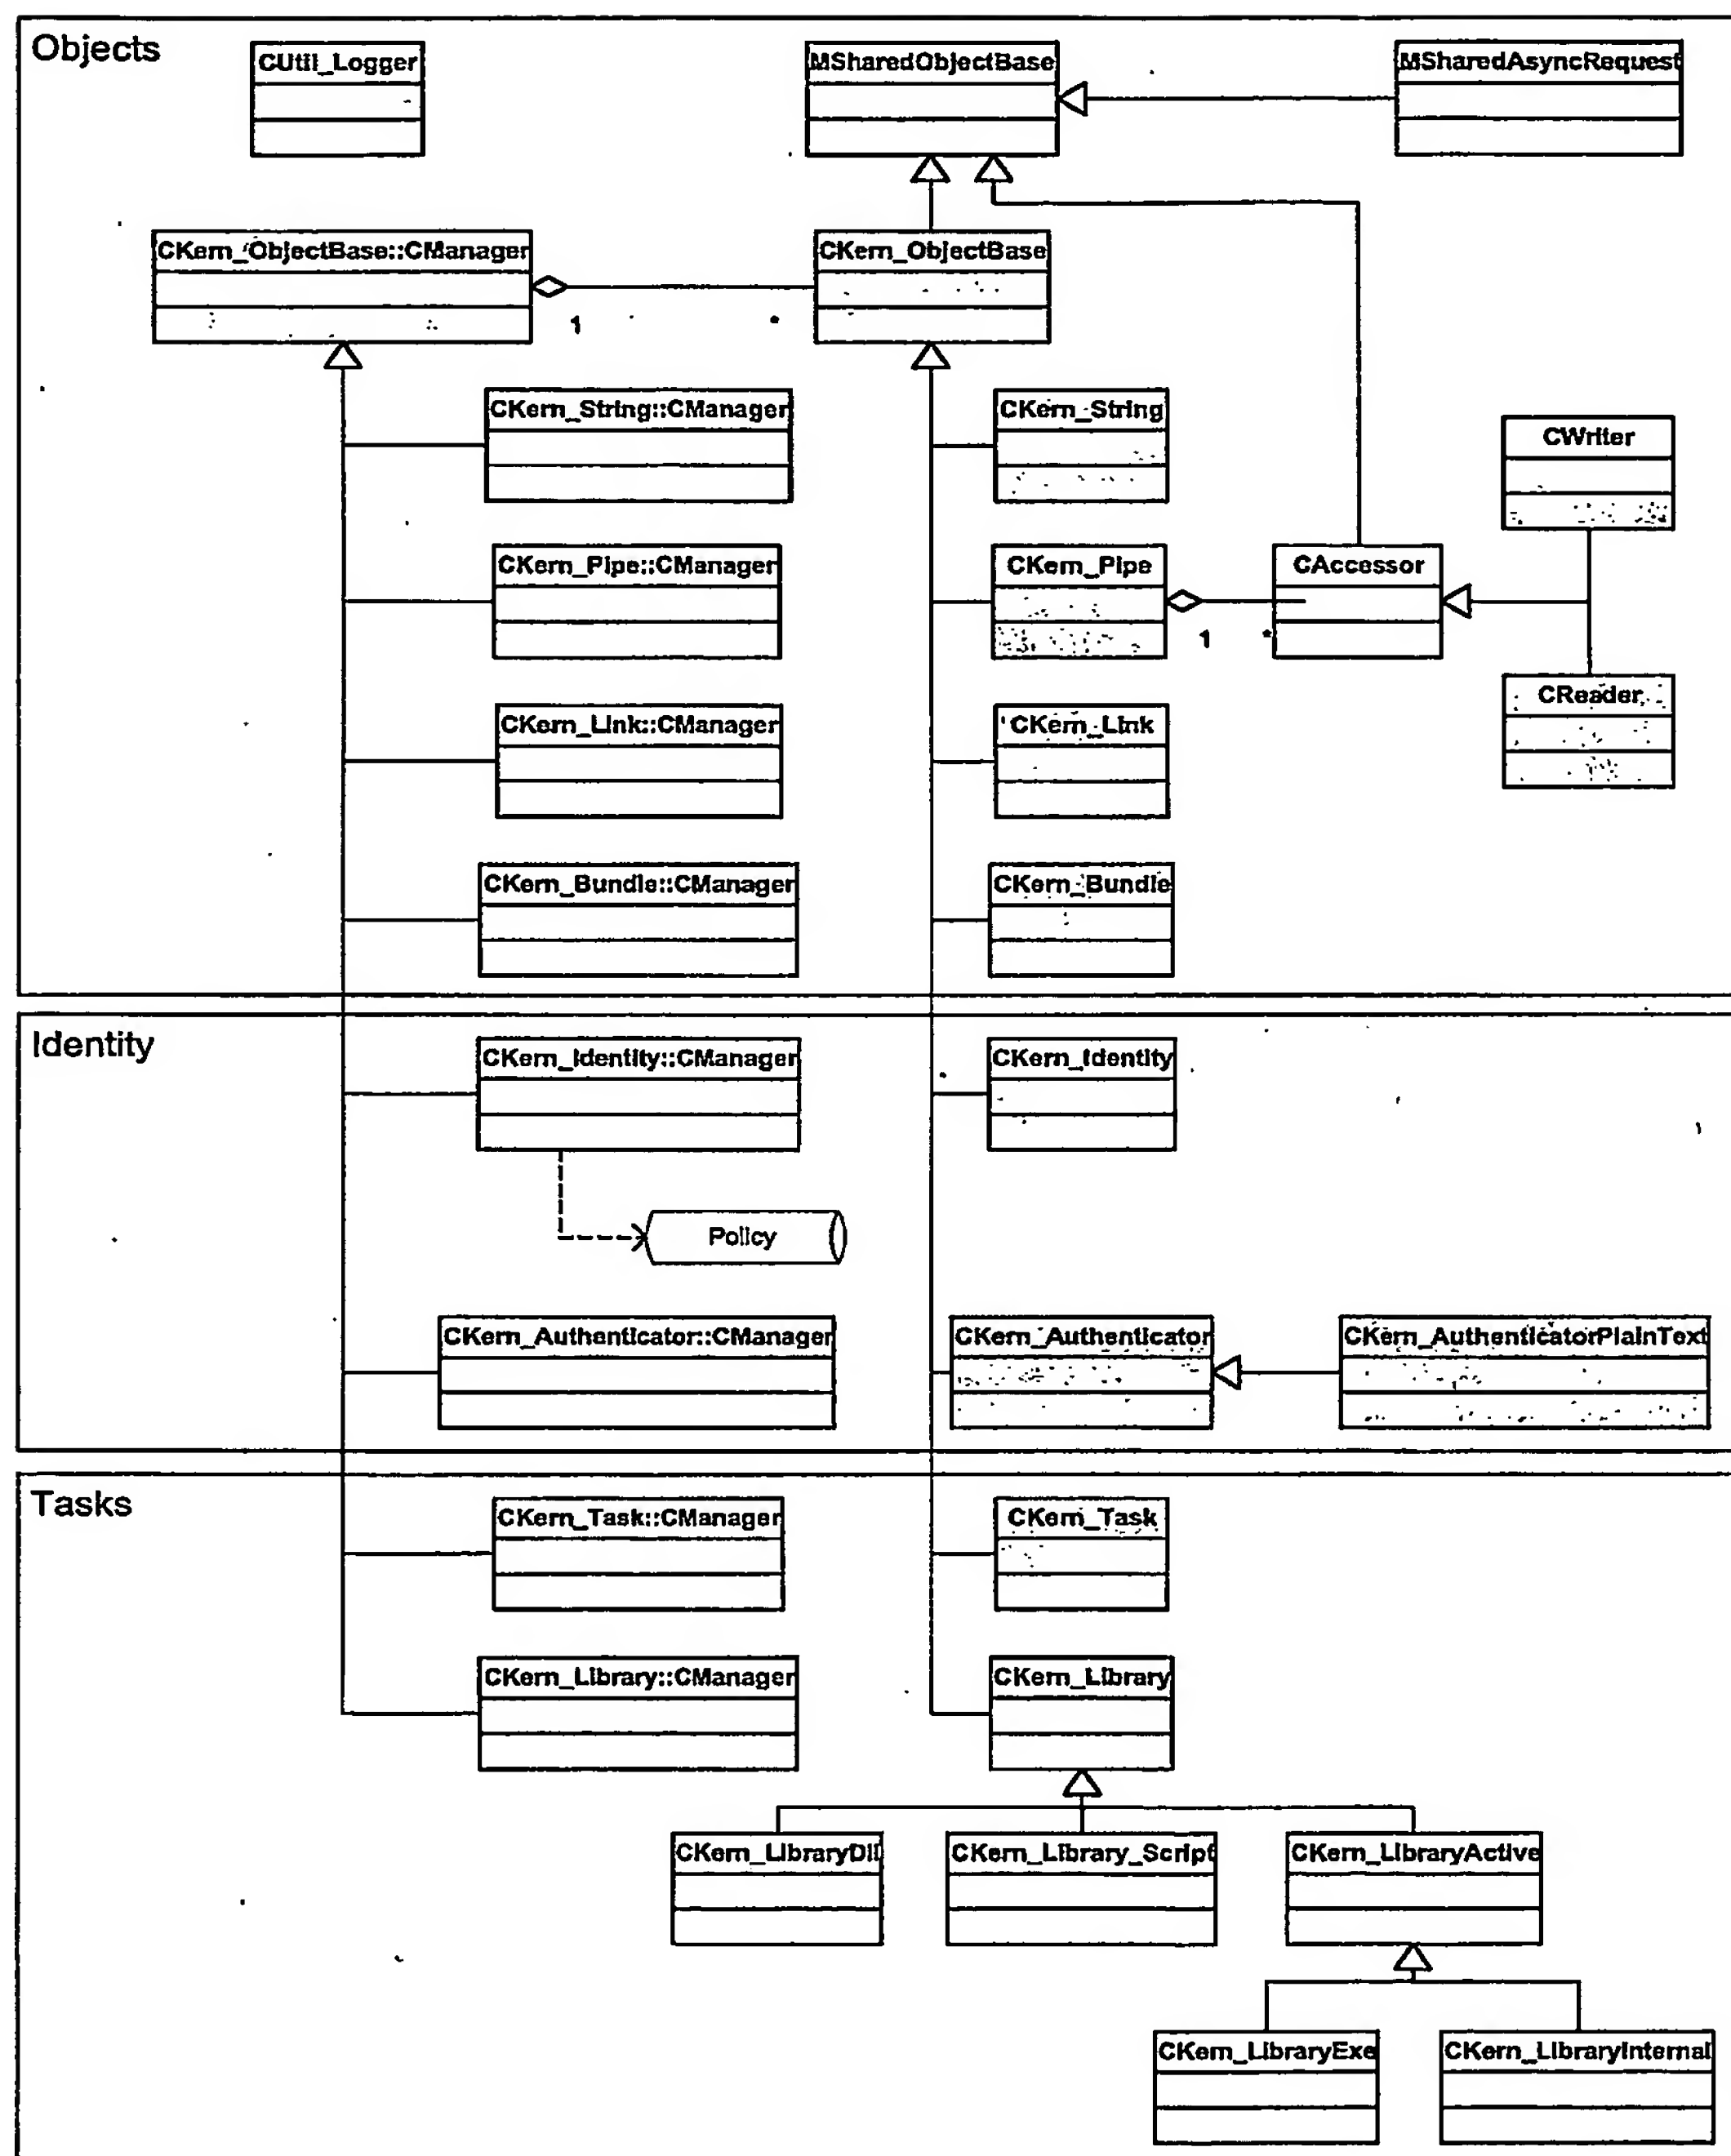 Objects
CUtil_Logger
MSharedObjectBase
MSharedAsyncRequest
CKern_ObjectBase::CManager
CKern_ObjectBase
1
*
CKern_String::CManager
CKern_String
CWriter
CKern_Pipe::CManager
CKern_Pipe
CAccessor
1
*
CKern_Link::CManager
CKern_Link
CReader
CKern_Bundle::CManager
CKern_Bundle
Identity
CKern_Identity::CManager
CKern_Identity
Policy
CKern_Authenticator::CManager
CKern_Authenticator
CKern_AuthenticatorPlainText
Tasks
CKern_Task::CManager
CKern_Task
CKern_Library::CManager
CKern_Library
CKern_LibraryDll
CKern_Library_Script
CKern_LibraryActive
CKern_LibraryExe
CKern_LibraryInternal